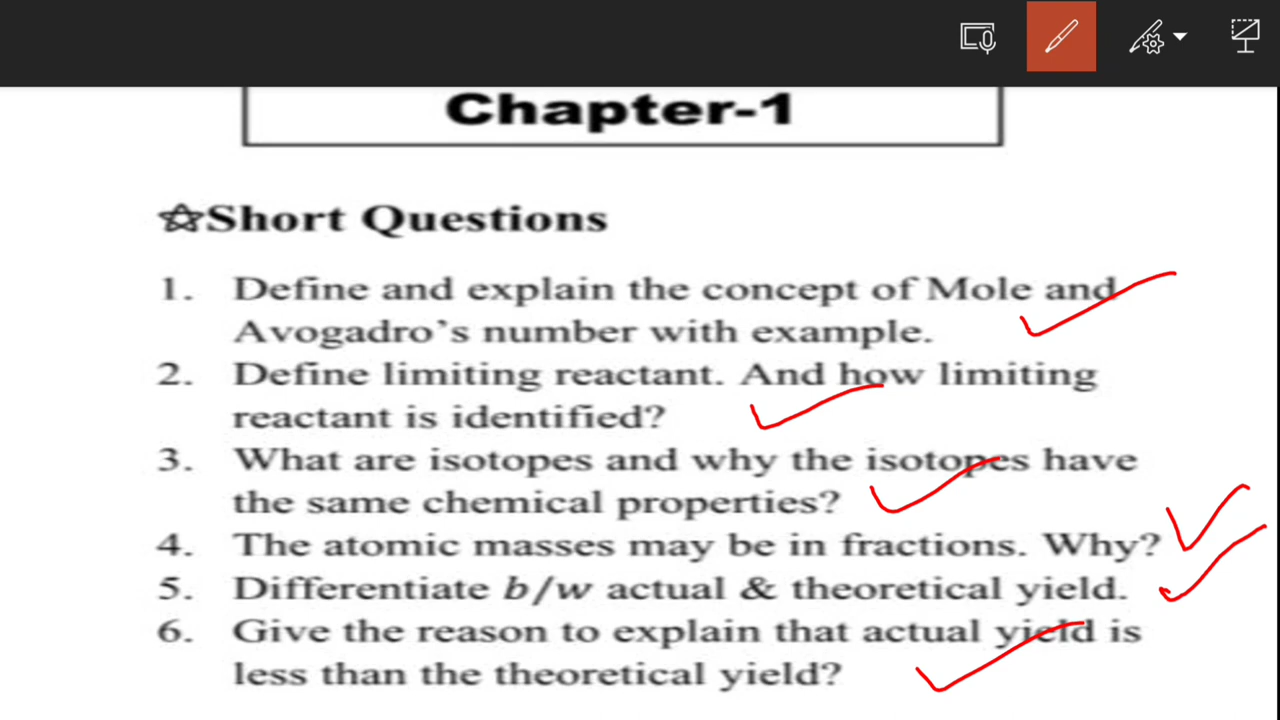 Chapter-1
☆Short Questions
1. Define and explain the concept of Mole and
Avogadro's number with example.
2. Define limiting reactant. And how limiting
reactant is identified?
3. What are isotopes and why the isotopes have
the same chemical properties?
4. The atomic masses may be in fractions. Why?
5. Differentiate b/w actual & theoretical yield.
6. Give the reason to explain that actual yield is
less than the theoretical yield?